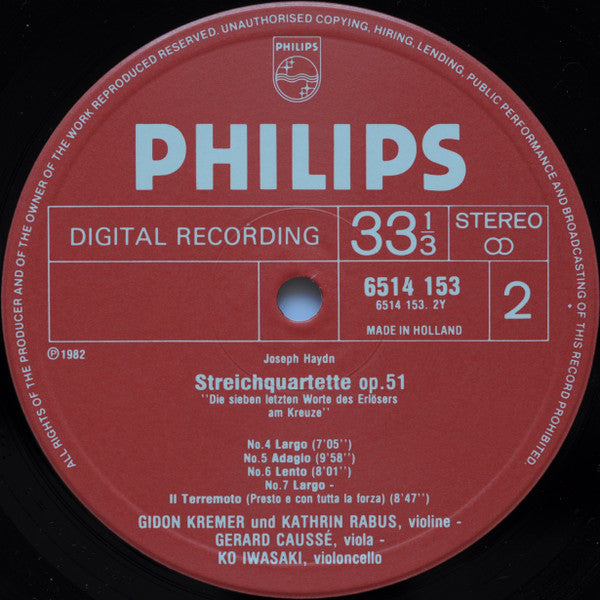 ALL RIGHTS OF THE PRODUCER AND OF THE OWNER OF THE WORK REPRODUCED RESERVED. UNAUTHORISED COPYING, HIRING, LENDING, PUBLIC PERFORMANCE AND BROADCASTING OF THIS RECORD PROHIBITED.
PHILIPS
PHILIPS
DIGITAL RECORDING
33 1/3
STEREO
6514 153
6514 153. 2Y
MADE IN HOLLAND
2
℗ 1982
Joseph Haydn
Streichquartette op.51
"Die sieben letzten Worte des Erlösers
am Kreuze"
No.4 Largo (7'05'')
No.5 Adagio (9'58'')
No.6 Lento (8'01'')
No.7 Largo -
Il Terremoto (Presto e con tutta la forza) (8'47'')
GIDON KREMER und KATHRIN RABUS, violine -
GERARD CAUSSÉ, viola -
KO IWASAKI, violoncello